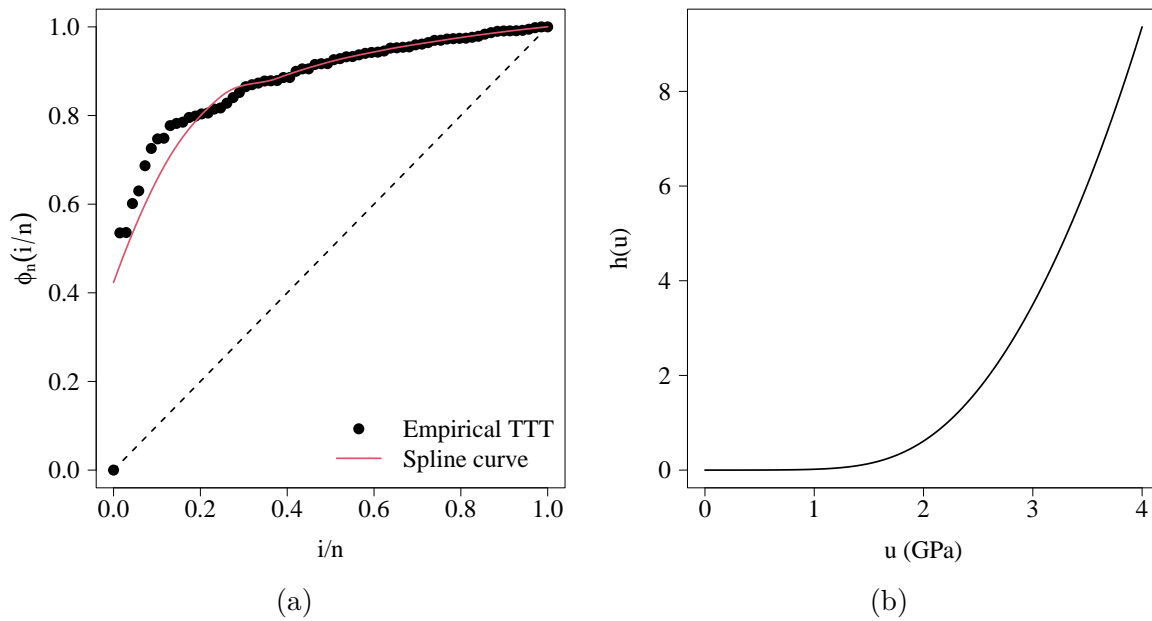 1.0
0.8
0.6
0.4
0.2
0.0
ϕn(i/n)
Empirical TTT
Spline curve
0.0 0.2 0.4 0.6 0.8 1.0
i/n
(a)
8
6
4
2
0
h(u)
0 1 2 3 4
u (GPa)
(b)